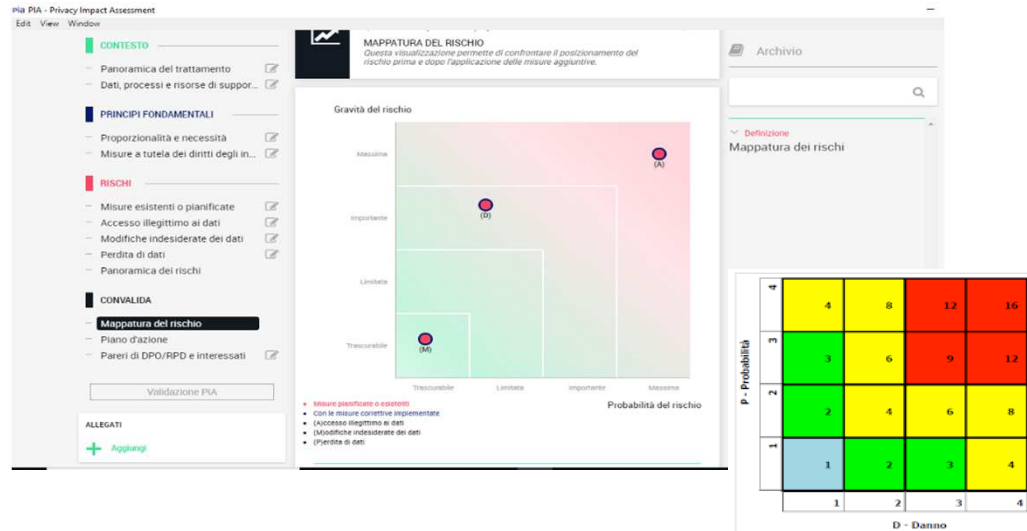 PIA PIA - Privacy Impact Assessment
Edit View Window
CONTESTO
Panoramica del trattamento
Dati, processi e risorse di suppor...
PRINCIPI FONDAMENTALI
Proporzionalità e necessità
Misure a tutela dei diritti degli in...
RISCHI
Misure esistenti o pianificate
Accesso illegittimo ai dati
Modifiche indesiderate dei dati
Perdita di dati
Panoramica dei rischi
CONVALIDA
Mappatura del rischio
Piano d'azione
Pareri di DPO/RPD e interessati
Validazione PIA
ALLEGATI
Aggiungi
MAPPATURA DEL RISCHIO
Questa visualizzazione permette di confrontare il posizionamento del
rischio prima e dopo l'applicazione delle misure aggiuntive.
Gravità del rischio
Massima
Importante
Limitata
Trascurabile
(A)
(D)
(M)
Trascurabile Limitata Importante Massima
Probabilità del rischio
Misure pianificate o esistenti
Con le misure correttive implementate
(A)ccesso illegittimo ai dati
(M)odifiche indesiderate dei dati
(P)erdita di dati
Archivio
Definizione
Mappatura dei rischi
P - Probabilità
4 4 8 12 16
3 3 6 9 12
2 2 4 6 8
1 1 2 3 4
1 2 3 4
D - Danno